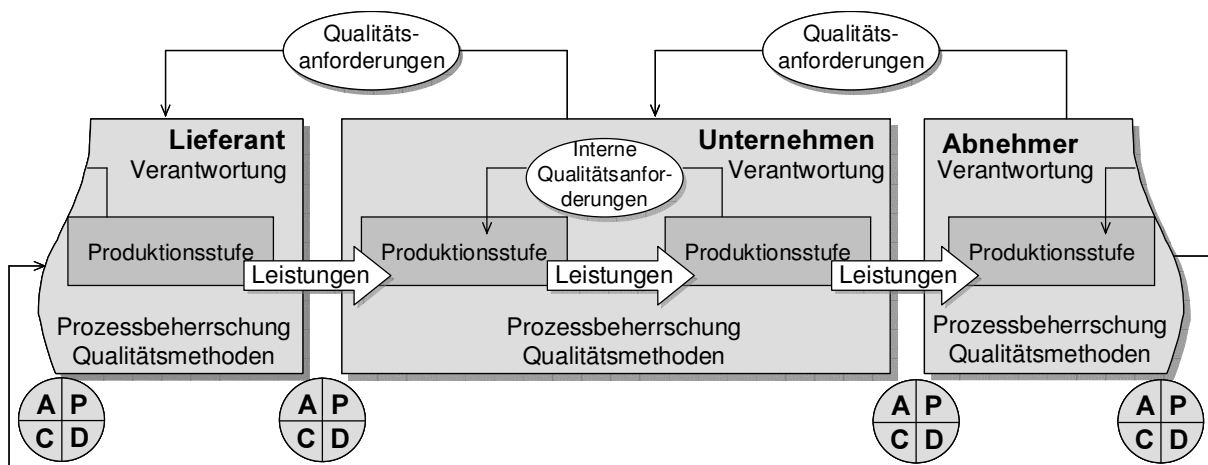 Qualitäts-
anforderungen
Qualitäts-
anforderungen
Lieferant
Verantwortung
Produktionsstufe
Prozessbeherrschung
Qualitätsmethoden
Leistungen
Unternehmen
Verantwortung
Interne
Qualitätsanfor-
derungen
Produktionsstufe
Leistungen
Produktionsstufe
Prozessbeherrschung
Qualitätsmethoden
Leistungen
Abnehmer
Verantwortung
Produktionsstufe
Prozessbeherrschung
Qualitätsmethoden
A P
C D
A P
C D
A P
C D
A P
C D